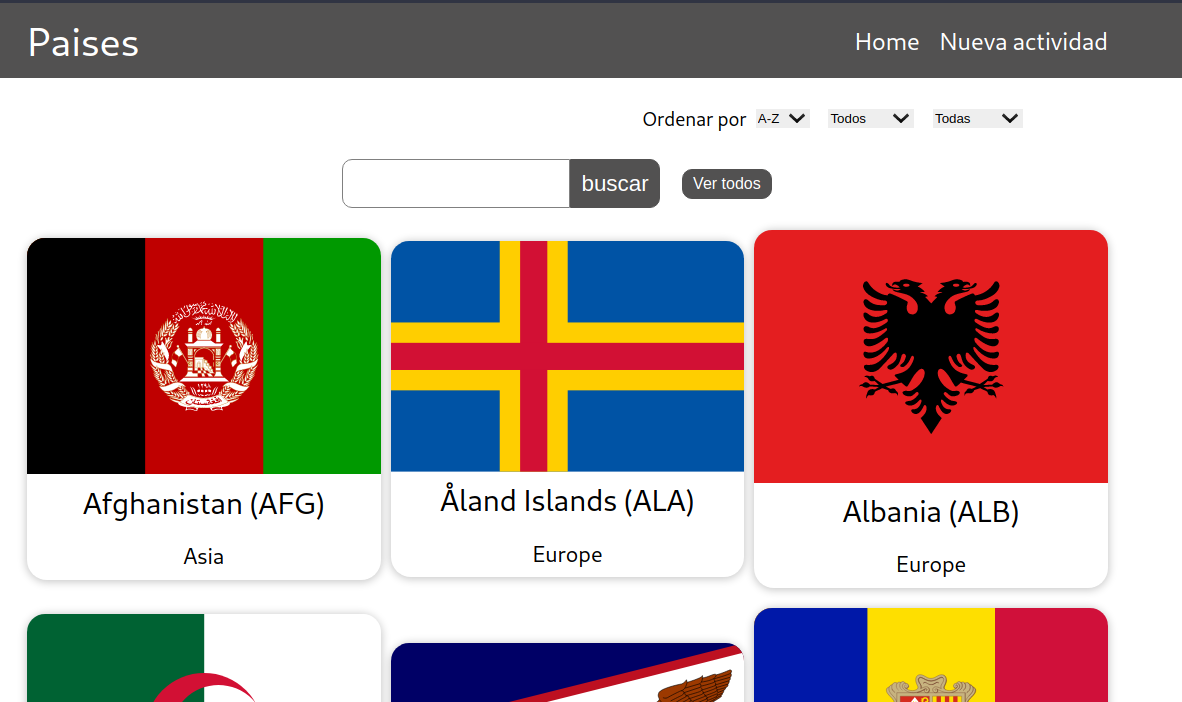 Paises
Home Nueva actividad
Ordenar por A-Z Todos Todas
buscar Ver todos
Afghanistan (AFG)
Asia
Åland Islands (ALA)
Europe
Albania (ALB)
Europe